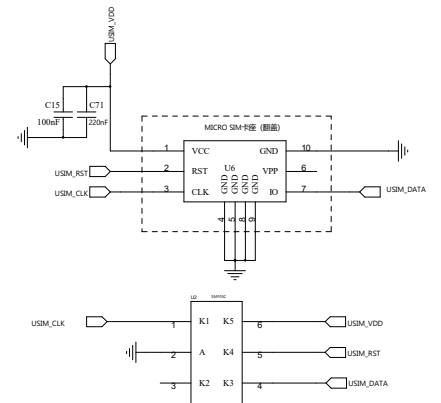 USIM_VDD
C15
C71
100nF
220nF
MICRO SIM卡座 (翻盖)
1
VCC
GND
10
USIM_RST
2
RST
U6
VPP
6
USIM_CLK
3
CLK
IO
7
USIM_DATA
GND
GND
GND
GND
4
5
8
9
U2
USIM_CLK
1
K1
K5
6
USIM_VDD
2
A
K4
5
USIM_RST
3
K2
K3
4
USIM_DATA